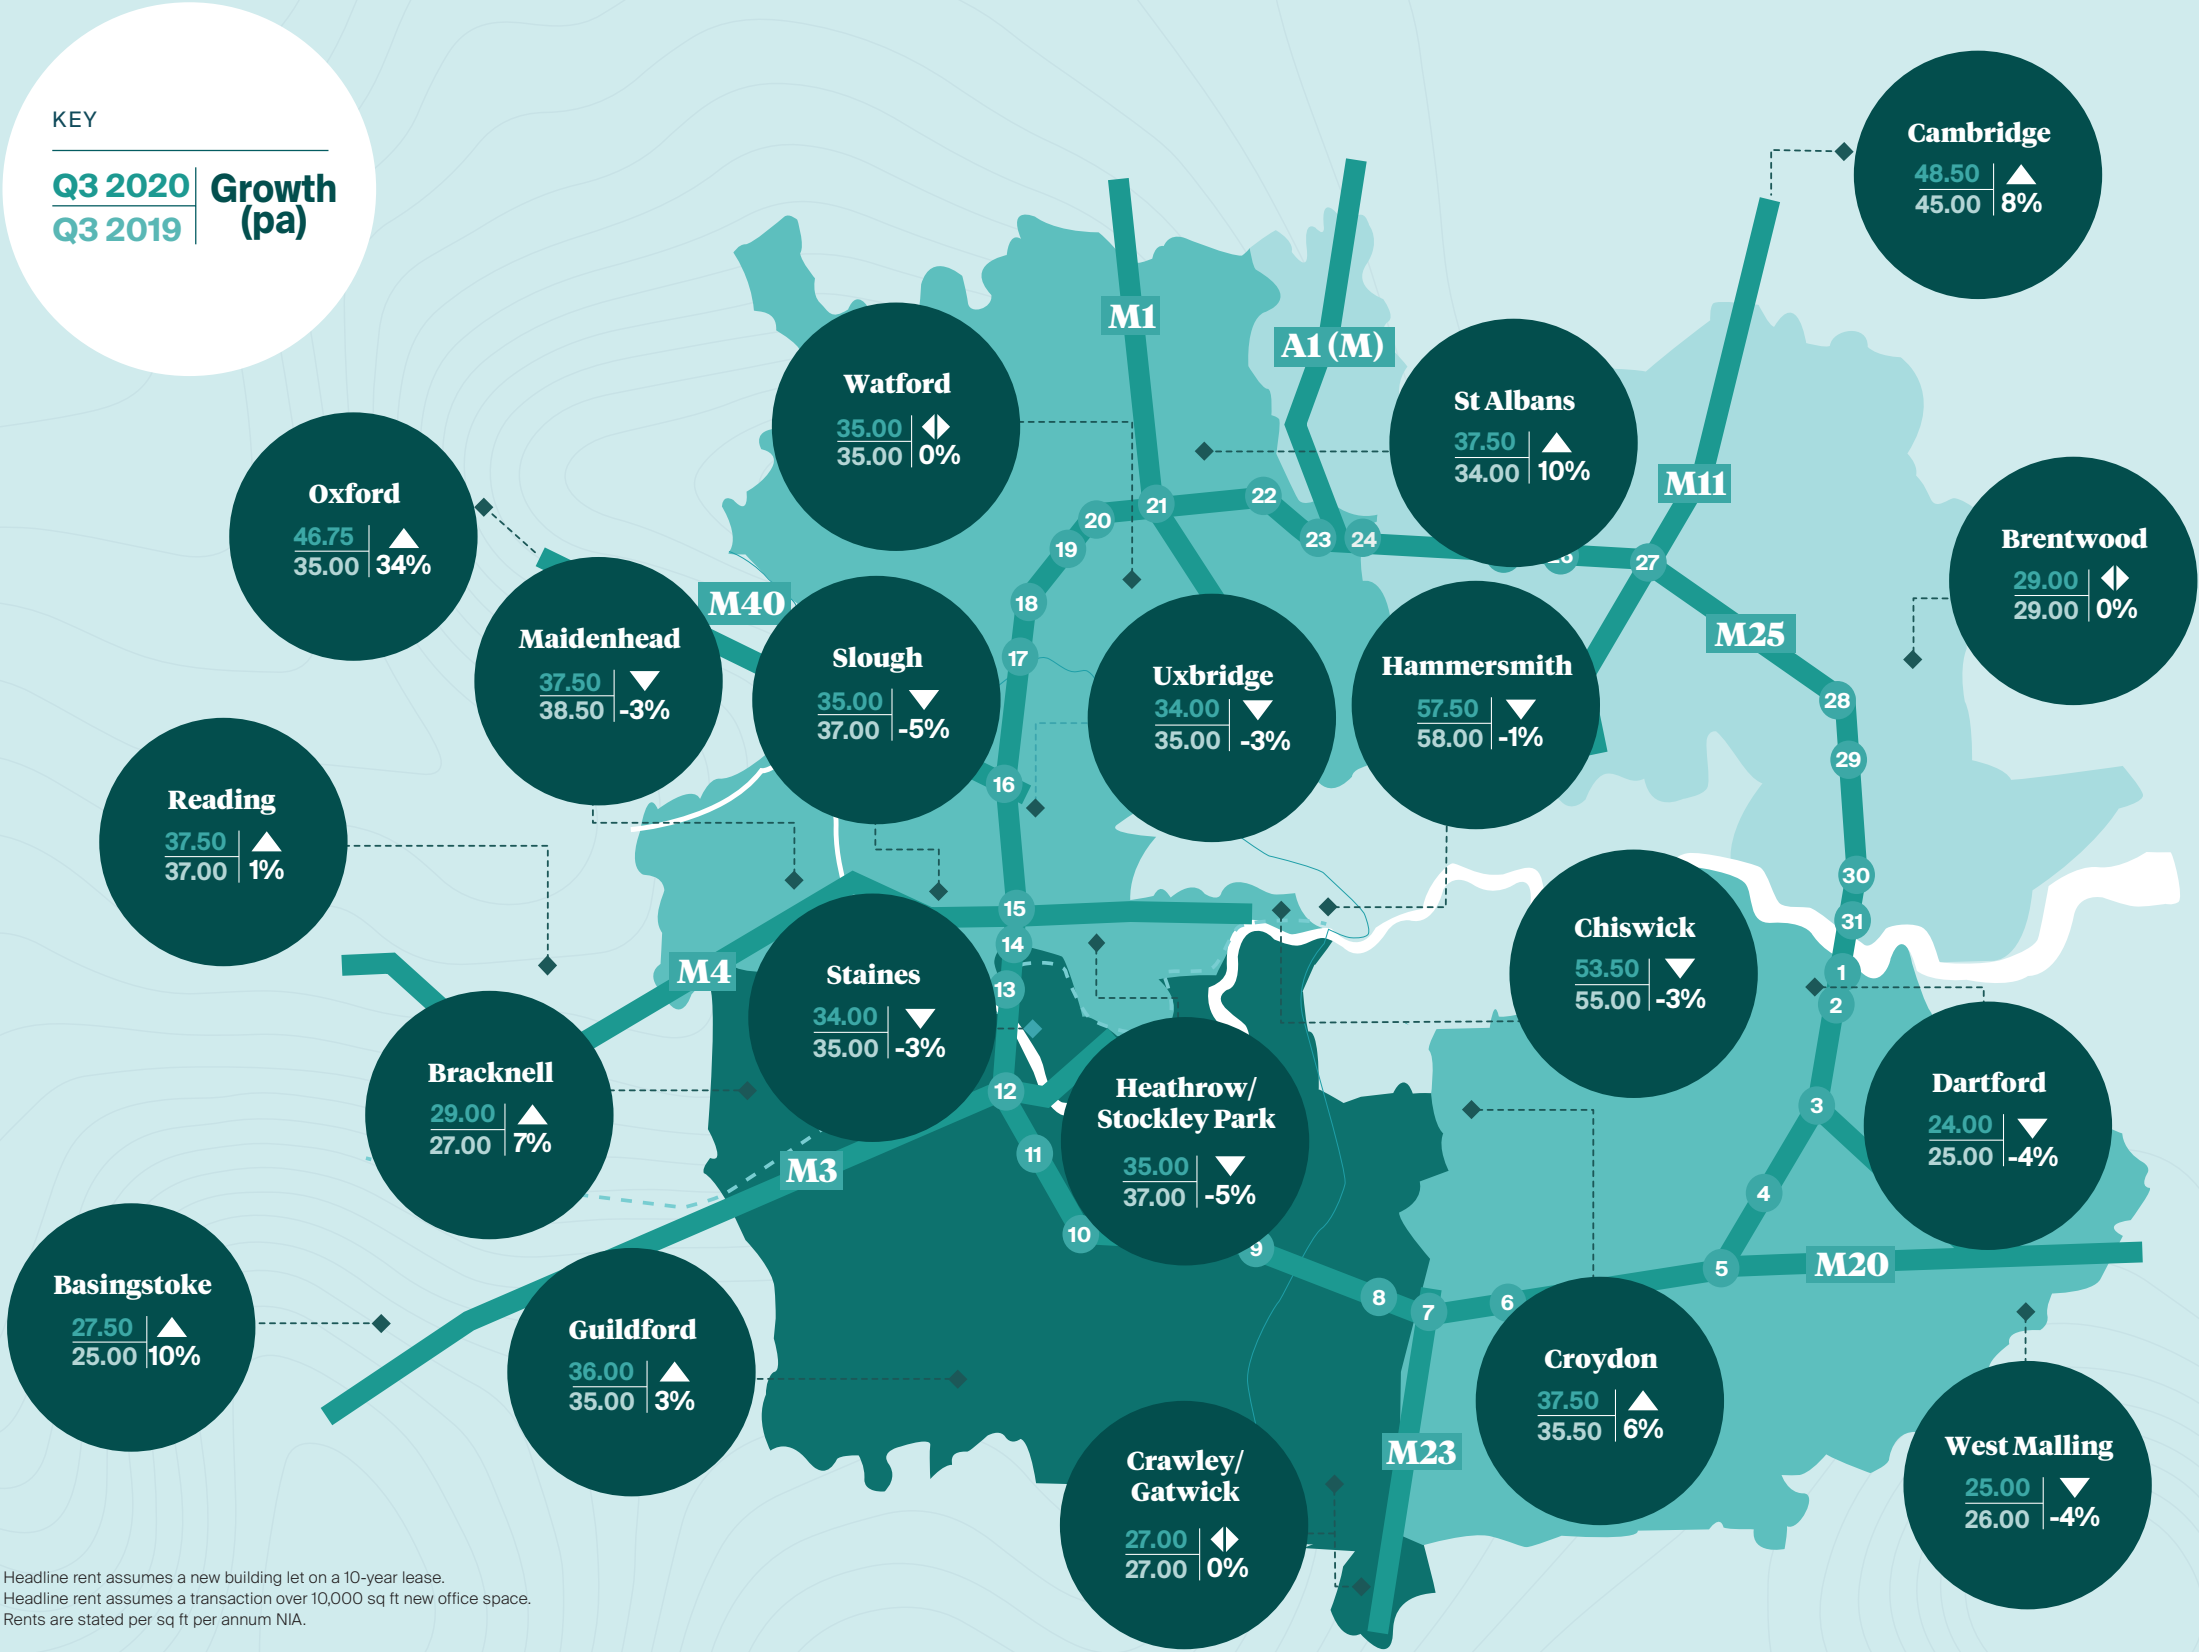 KEY
Q3 2020
Q3 2019
Growth
(pa)
Cambridge
48.50
45.00
8%
M1
A1 (M)
Watford
35.00
35.00
0%
St Albans
37.50
34.00
10%
M11
Oxford
46.75
35.00
34%
Brentwood
29.00
29.00
0%
M40
M25
Maidenhead
37.50
38.50
-3%
Slough
35.00
37.00
-5%
Uxbridge
34.00
35.00
-3%
Hammersmith
57.50
58.00
-1%
Reading
37.50
37.00
1%
20
21
22
19
23
24
27
18
17
28
29
16
30
15
31
14
13
1
2
M4
Staines
34.00
35.00
-3%
Chiswick
53.50
55.00
-3%
Bracknell
29.00
27.00
7%
12
11
10
9
Heathrow/
Stockley Park
35.00
37.00
-5%
Dartford
24.00
25.00
-4%
3
4
5
M3
M20
8
7
6
Basingstoke
27.50
25.00
10%
Guildford
36.00
35.00
3%
Croydon
37.50
35.50
6%
M23
Crawley/
Gatwick
27.00
27.00
0%
West Malling
25.00
26.00
-4%
Headline rent assumes a new building let on a 10-year lease.
Headline rent assumes a transaction over 10,000 sq ft new office space.
Rents are stated per sq ft per annum NIA.